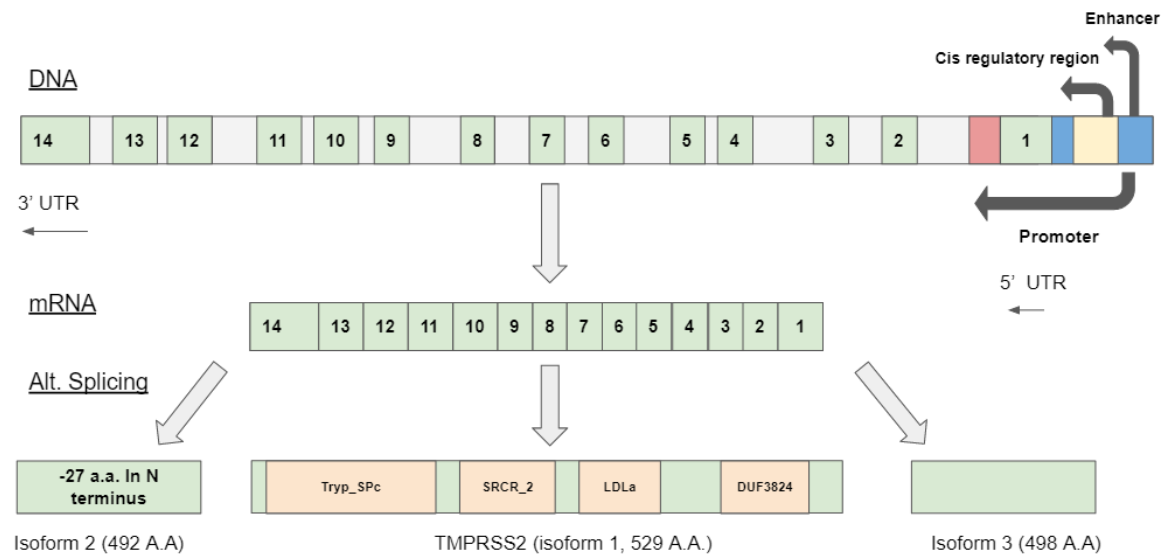 Enhancer
Cis regulatory region
DNA
14 13 12 11 10 9 8 7 6 5 4 3 2 1
3’ UTR
Promoter
5’ UTR
mRNA
14 13 12 11 10 9 8 7 6 5 4 3 2 1
Alt. Splicing
-27 a.a. In N
terminus
Tryp_SPc SRCR_2 LDLa DUF3824
Isoform 2 (492 A.A) TMPRSS2 (isoform 1, 529 A.A.) Isoform 3 (498 A.A)